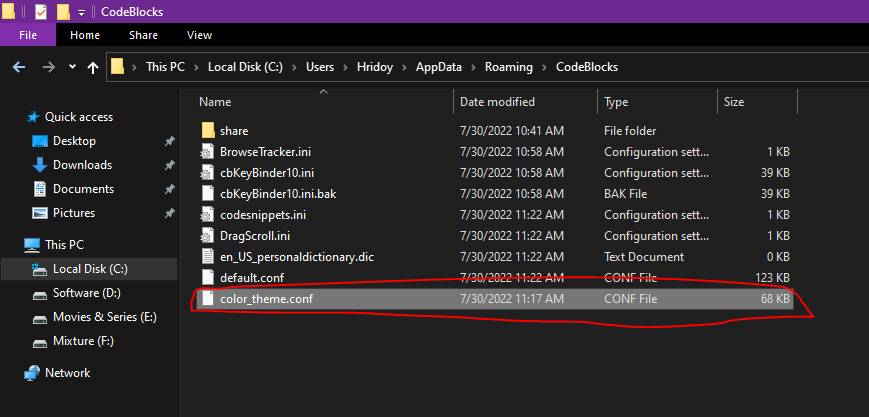 CodeBlocks
File Home Share View
This PC > Local Disk (C:) > Users > Hridoy > AppData > Roaming > CodeBlocks
Name Date modified Type Size
Quick access
Desktop
Downloads
Documents
Pictures
This PC
Local Disk (C:)
Software (D:)
Movies & Series (E:)
Mixture (F:)
Network
share 7/30/2022 10:41 AM File folder
BrowseTracker.ini 7/30/2022 10:58 AM Configuration sett... 1 KB
cbKeyBinder10.ini 7/30/2022 10:58 AM Configuration sett... 39 KB
cbKeyBinder10.ini.bak 7/30/2022 10:58 AM BAK File 39 KB
codesnippets.ini 7/30/2022 11:22 AM Configuration sett... 1 KB
DragScroll.ini 7/30/2022 11:22 AM Configuration sett... 1 KB
en_US_personaldictionary.dic 7/30/2022 11:22 AM Text Document 0 KB
default.conf 7/30/2022 11:22 AM CONF File 123 KB
color_theme.conf 7/30/2022 11:17 AM CONF File 68 KB